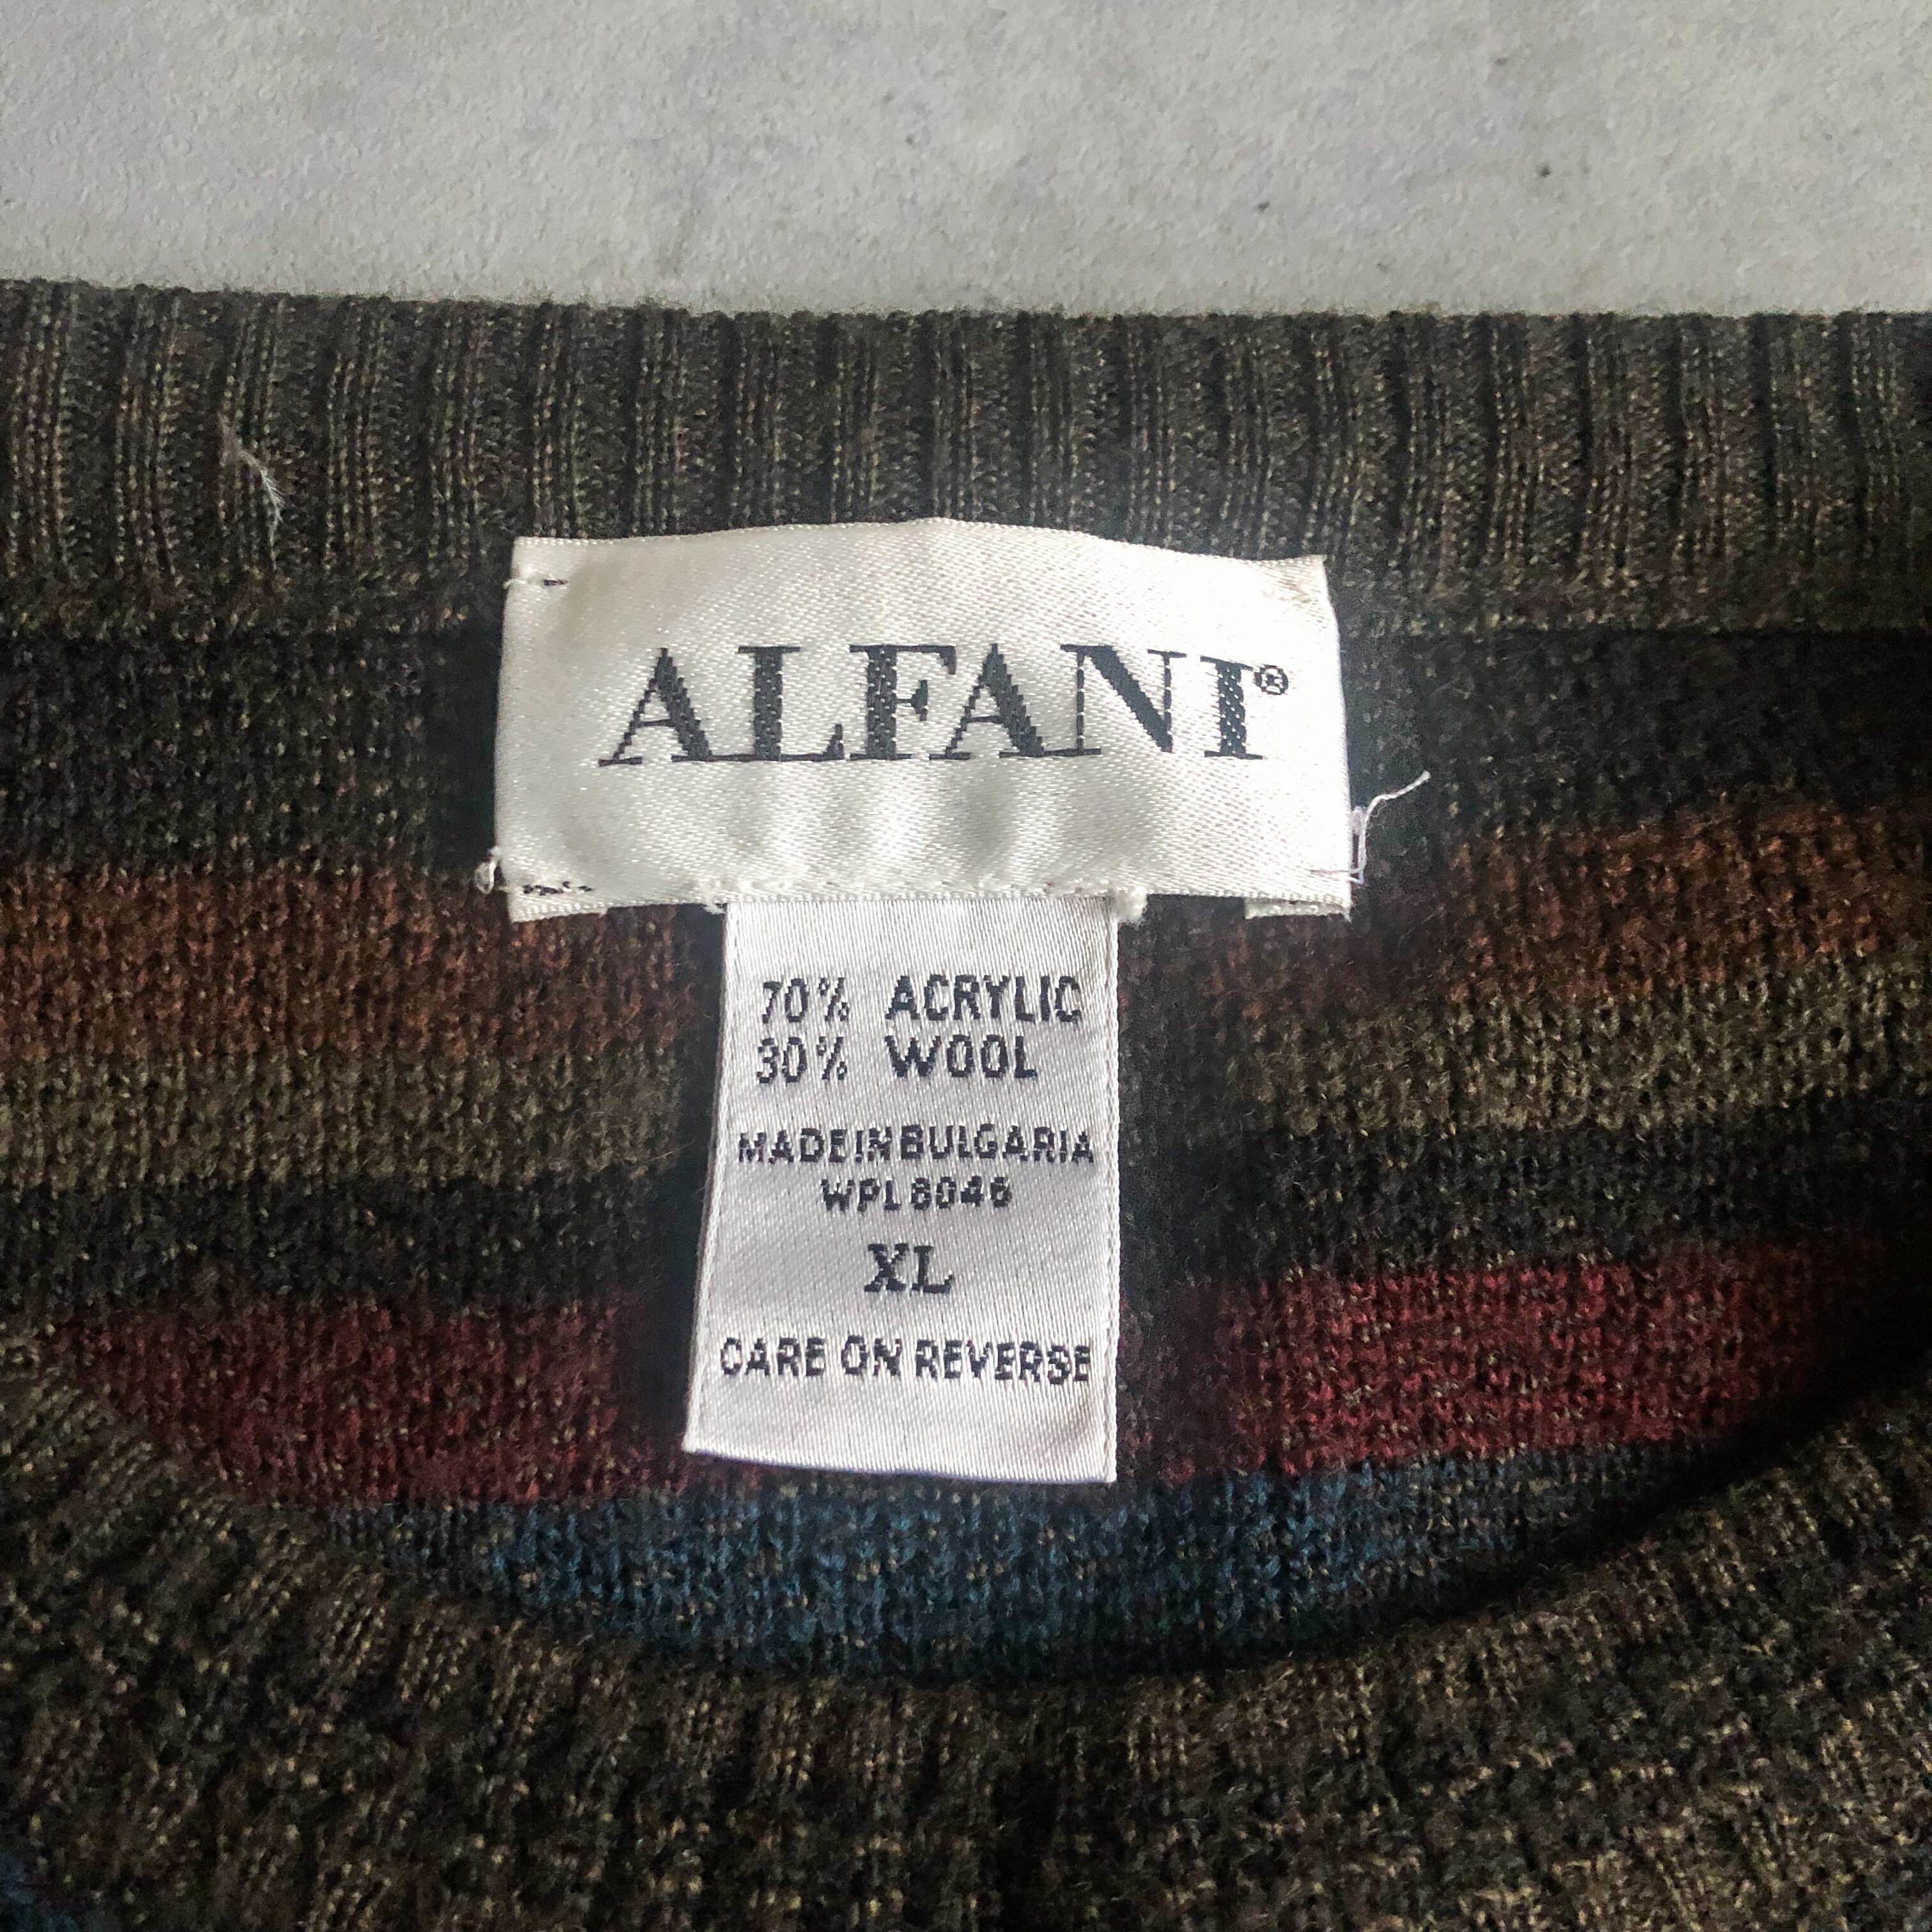 ALFANI®
70% ACRYLIC
30% WOOL
MADE IN BULGARIA
WPL 8046
XL
CARE ON REVERSE